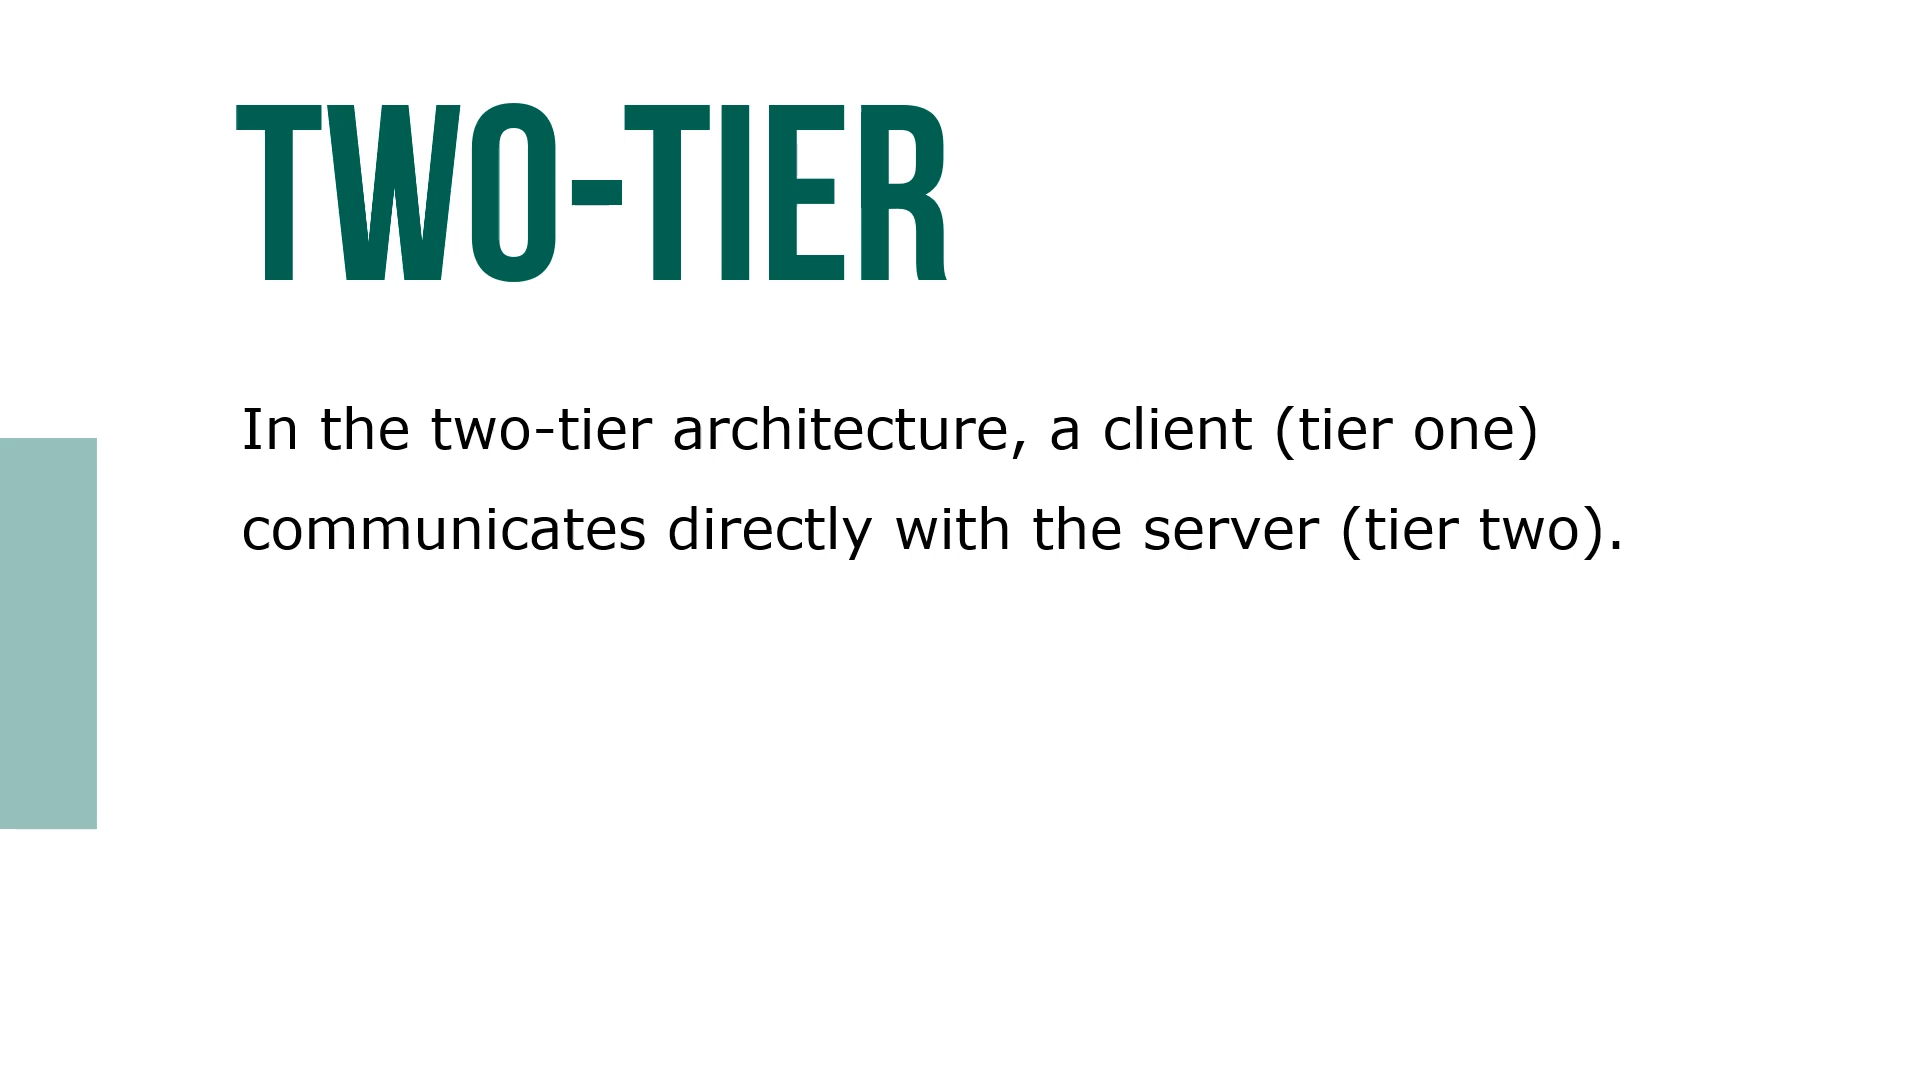 TWO-TIER
In the two-tier architecture, a client (tier one)
communicates directly with the server (tier two).